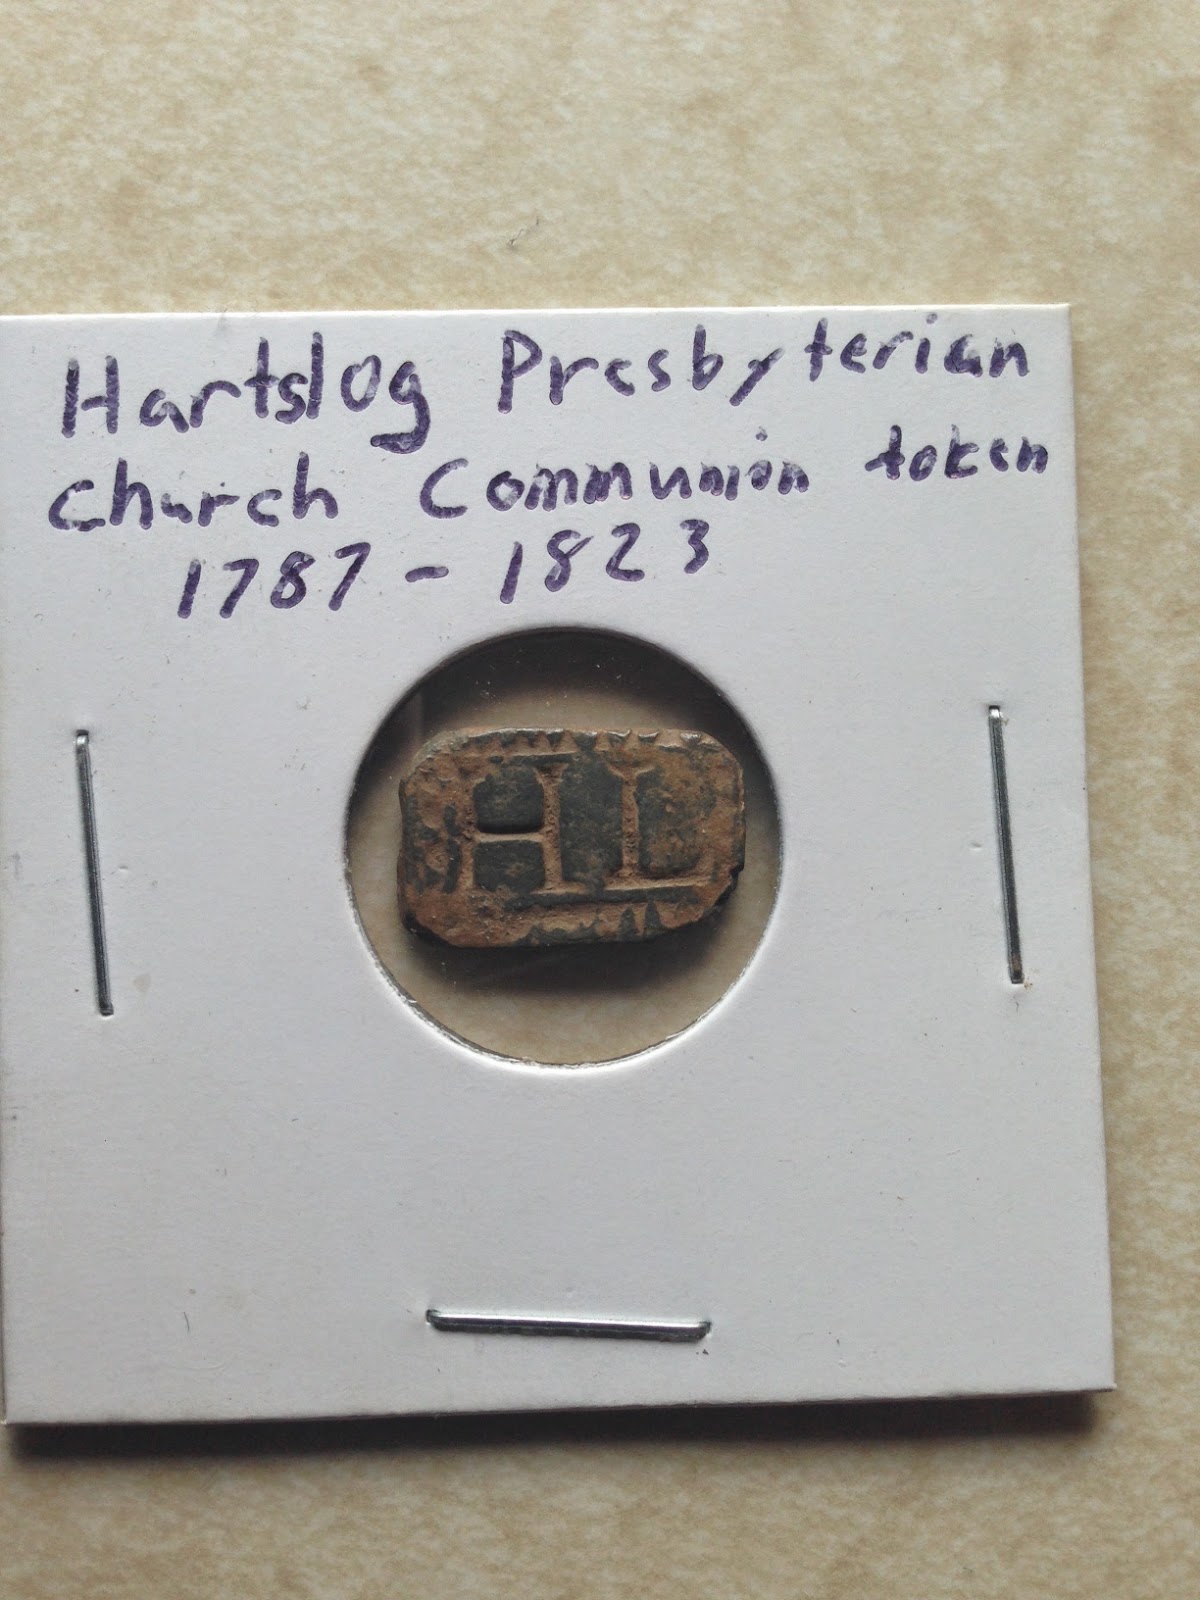 Hartslog Presbyterian
Church Communion token
1787 - 1823
HL